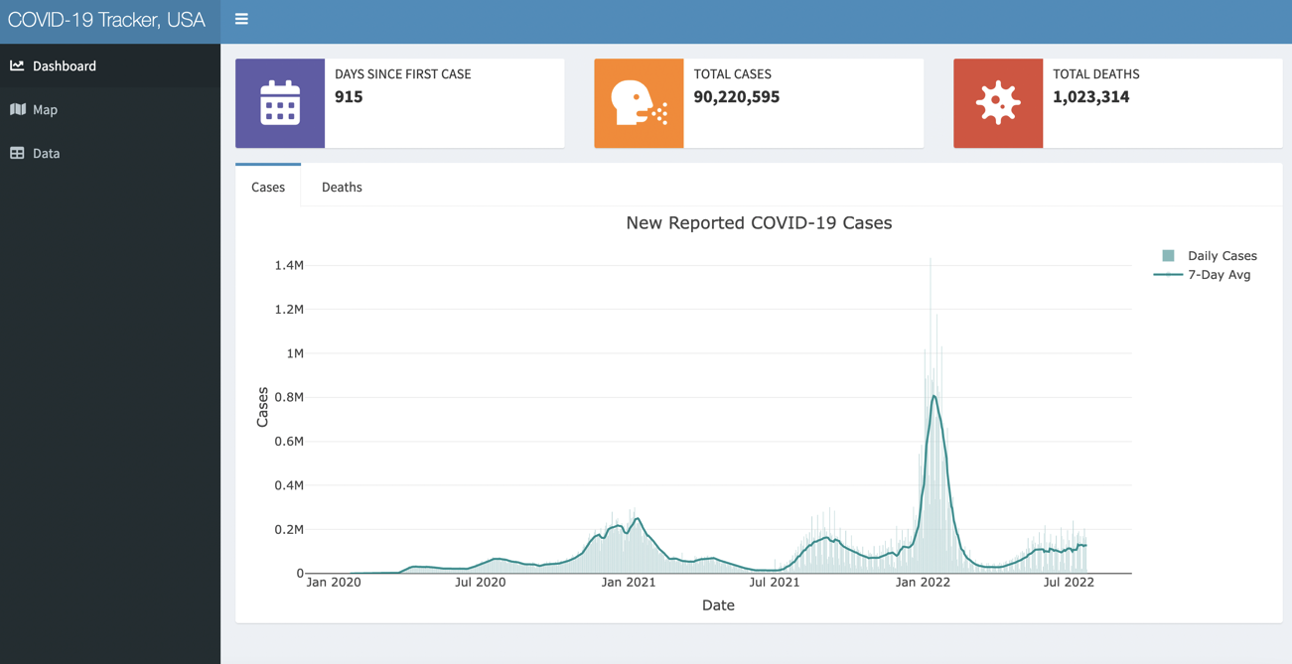 COVID-19 Tracker, USA
Dashboard
Map
Data
DAYS SINCE FIRST CASE
915
TOTAL CASES
90,220,595
TOTAL DEATHS
1,023,314
Cases
Deaths
New Reported COVID-19 Cases
Daily Cases
7-Day Avg
1.4M
1.2M
1M
0.8M
0.6M
0.4M
0.2M
0
Cases
Jan 2020
Jul 2020
Jan 2021
Jul 2021
Jan 2022
Jul 2022
Date